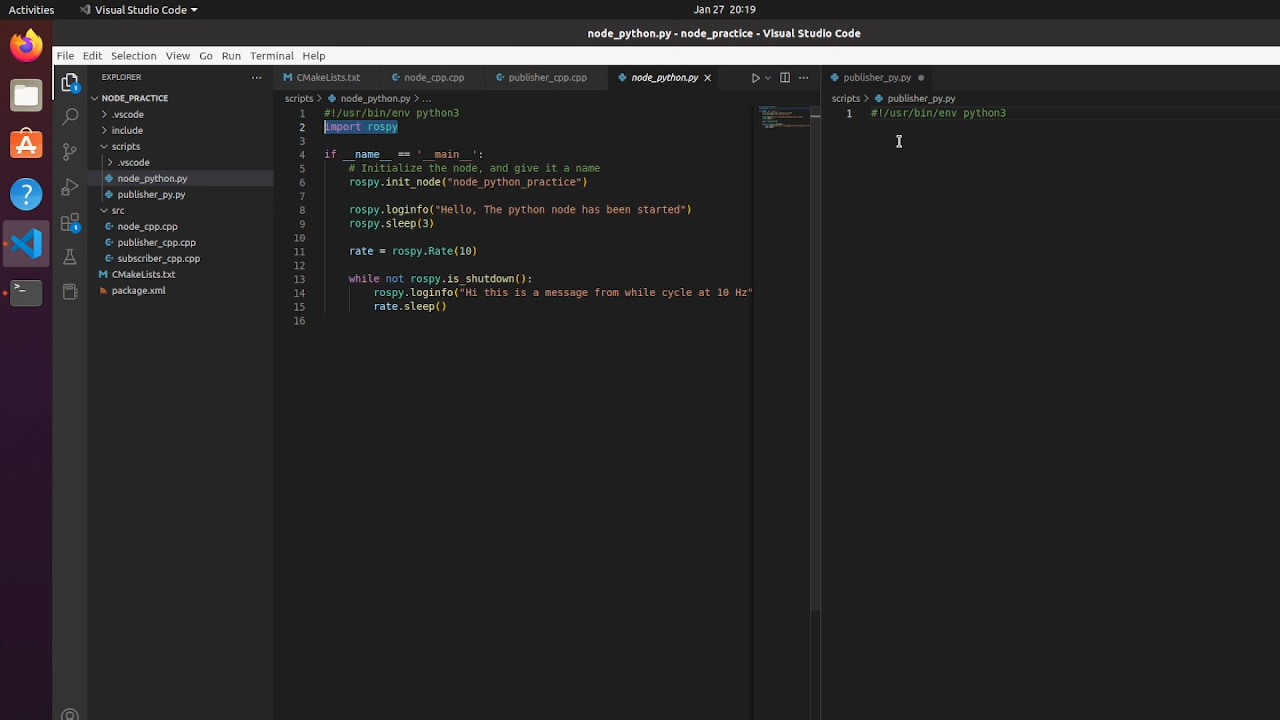 Activities
Visual Studio Code
Jan 27 20:19
node_python.py - node_practice - Visual Studio Code
File Edit Selection View Go Run Terminal Help
EXPLORER
NODE_PRACTICE
.vscode
include
scripts
.vscode
node_python.py
publisher_py.py
src
node_cpp.cpp
publisher_cpp.cpp
subscriber_cpp.cpp
CMakeLists.txt
package.xml
1
1
CMakeLists.txt node_cpp.cpp publisher_cpp.cpp node_python.py
scripts > node_python.py > ...
1 #!/usr/bin/env python3
2 import rospy
3
4 if __name__ == '__main__':
5 # Initialize the node, and give it a name
6 rospy.init_node("node_python_practice")
7
8 rospy.loginfo("Hello, The python node has been started")
9 rospy.sleep(3)
10
11 rate = rospy.Rate(10)
12
13 while not rospy.is_shutdown():
14 rospy.loginfo("Hi this is a message from while cycle at 10 Hz"
15 rate.sleep()
16
publisher_py.py
scripts > publisher_py.py
1 #!/usr/bin/env python3